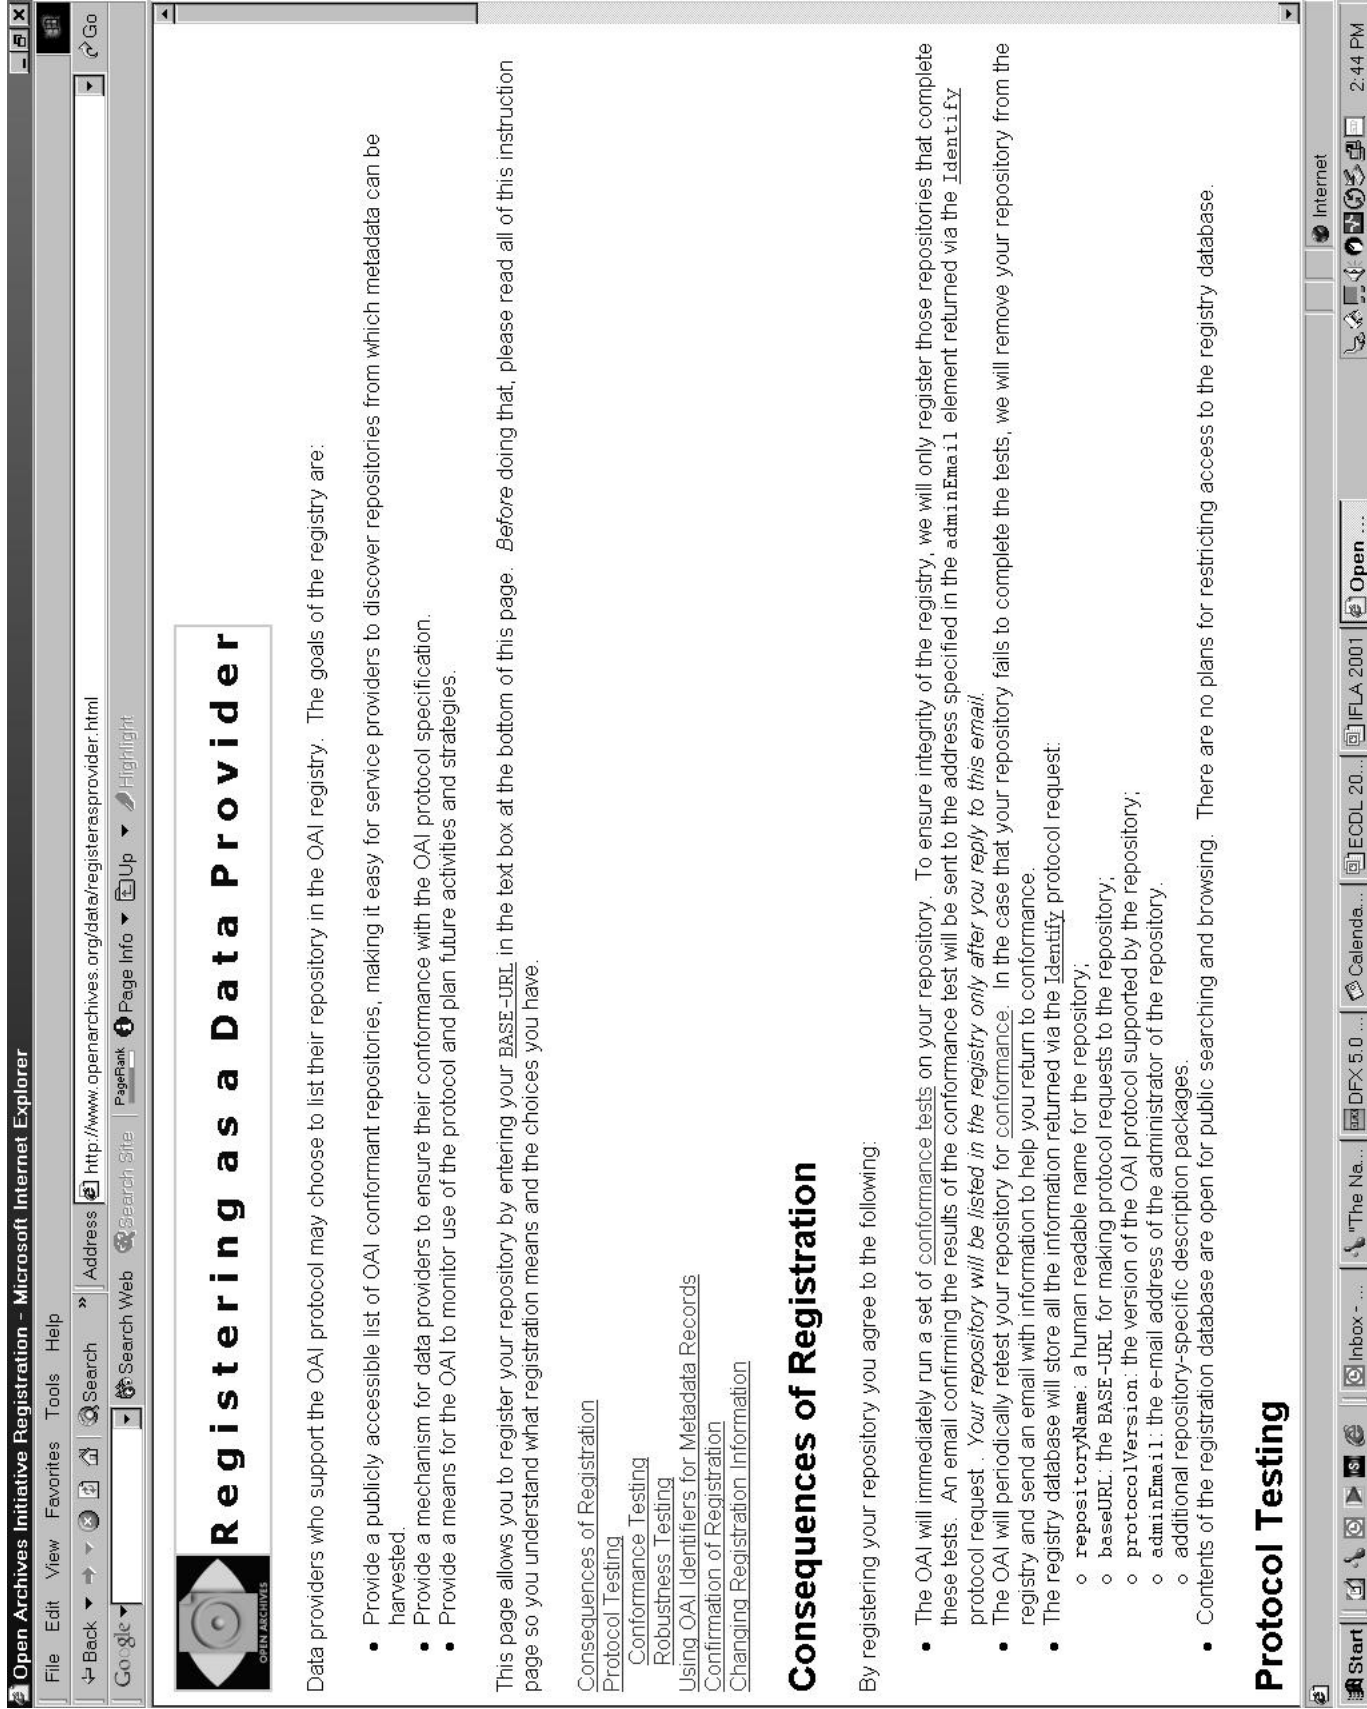 Open Archives Initiative Registration - Microsoft Internet Explorer
File Edit View Favorites Tools Help
Back Search » Address http://www.openarchives.org/data/registerasprovider.html Go
Google Search Web Search Site PageRank Page Info Up Highlight
OPEN ARCHIVES
Registering as a Data Provider
Data providers who support the OAI protocol may choose to list their repository in the OAI registry. The goals of the registry are:
• Provide a publicly accessible list of OAI conformant repositories, making it easy for service providers to discover repositories from which metadata can be
harvested.
• Provide a mechanism for data providers to ensure their conformance with the OAI protocol specification.
• Provide a means for the OAI to monitor use of the protocol and plan future activities and strategies.
This page allows you to register your repository by entering your BASE-URL in the text box at the bottom of this page. Before doing that, please read all of this instruction
page so you understand what registration means and the choices you have.
Consequences of Registration
Protocol Testing
Conformance Testing
Robustness Testing
Using OAI Identifiers for Metadata Records
Confirmation of Registration
Changing Registration Information
Consequences of Registration
By registering your repository you agree to the following:
• The OAI will immediately run a set of conformance tests on your repository. To ensure integrity of the registry, we will only register those repositories that complete
these tests. An email confirming the results of the conformance test will be sent to the address specified in the adminEmail element returned via the Identify
protocol request . Your repository will be listed in the registry only after you reply to this email.
• The OAI will periodically retest your repository for conformance. In the case that your repository fails to complete the tests, we will remove your repository from the
registry and send an email with information to help you return to conformance.
• The registry database will store all the information returned via the Identify protocol request:
○ repositoryName: a human readable name for the repository;
○ baseURL: the BASE-URL for making protocol requests to the repository;
○ protocolVersion: the version of the OAI protocol supported by the repository;
○ adminEmail: the e-mail address of the administrator of the repository.
○ additional repository-specific description packages.
• Contents of the registration database are open for public searching and browsing. There are no plans for restricting access to the registry database.
Protocol Testing
Internet
Start Inbox - ... "The Na... DFX 5.0 ... Calenda... ECDL 20... IFLA 2001 Open ... 2:44 PM